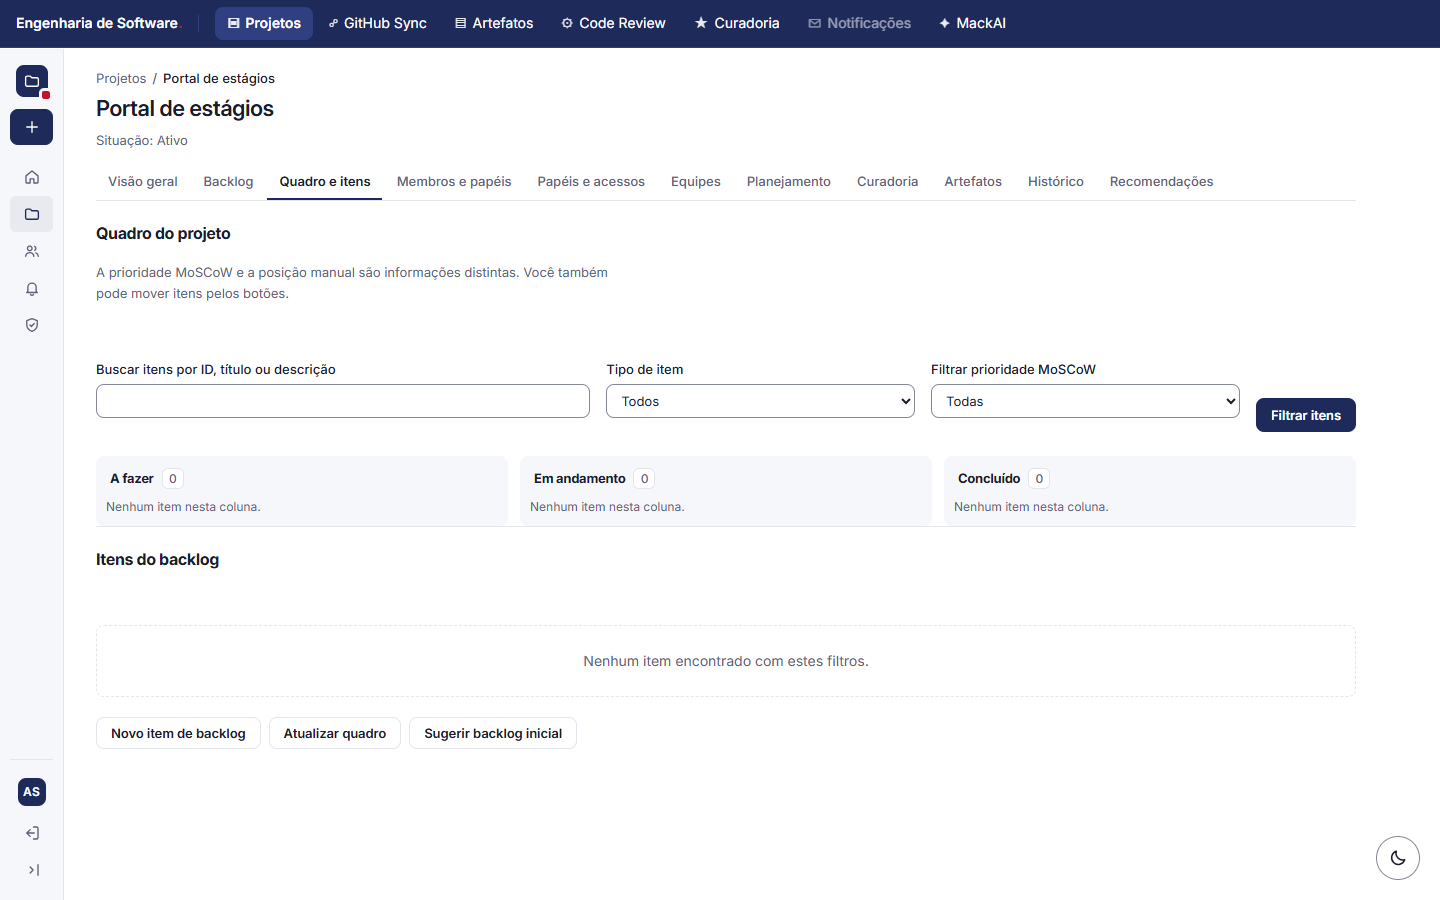 Engenharia de Software
Projetos
GitHub Sync
Artefatos
Code Review
Curadoria
Notificações
MackAI
Projetos / Portal de estágios
Portal de estágios
Situação: Ativo
Visão geral
Backlog
Quadro e itens
Membros e papéis
Papéis e acessos
Equipes
Planejamento
Curadoria
Artefatos
Histórico
Recomendações
Quadro do projeto
A prioridade MoSCoW e a posição manual são informações distintas. Você também
pode mover itens pelos botões.
Buscar itens por ID, título ou descrição
Tipo de item
Todos
Filtrar prioridade MoSCoW
Todas
Filtrar itens
A fazer 0
Nenhum item nesta coluna.
Em andamento 0
Nenhum item nesta coluna.
Concluído 0
Nenhum item nesta coluna.
Itens do backlog
Nenhum item encontrado com estes filtros.
Novo item de backlog
Atualizar quadro
Sugerir backlog inicial
AS